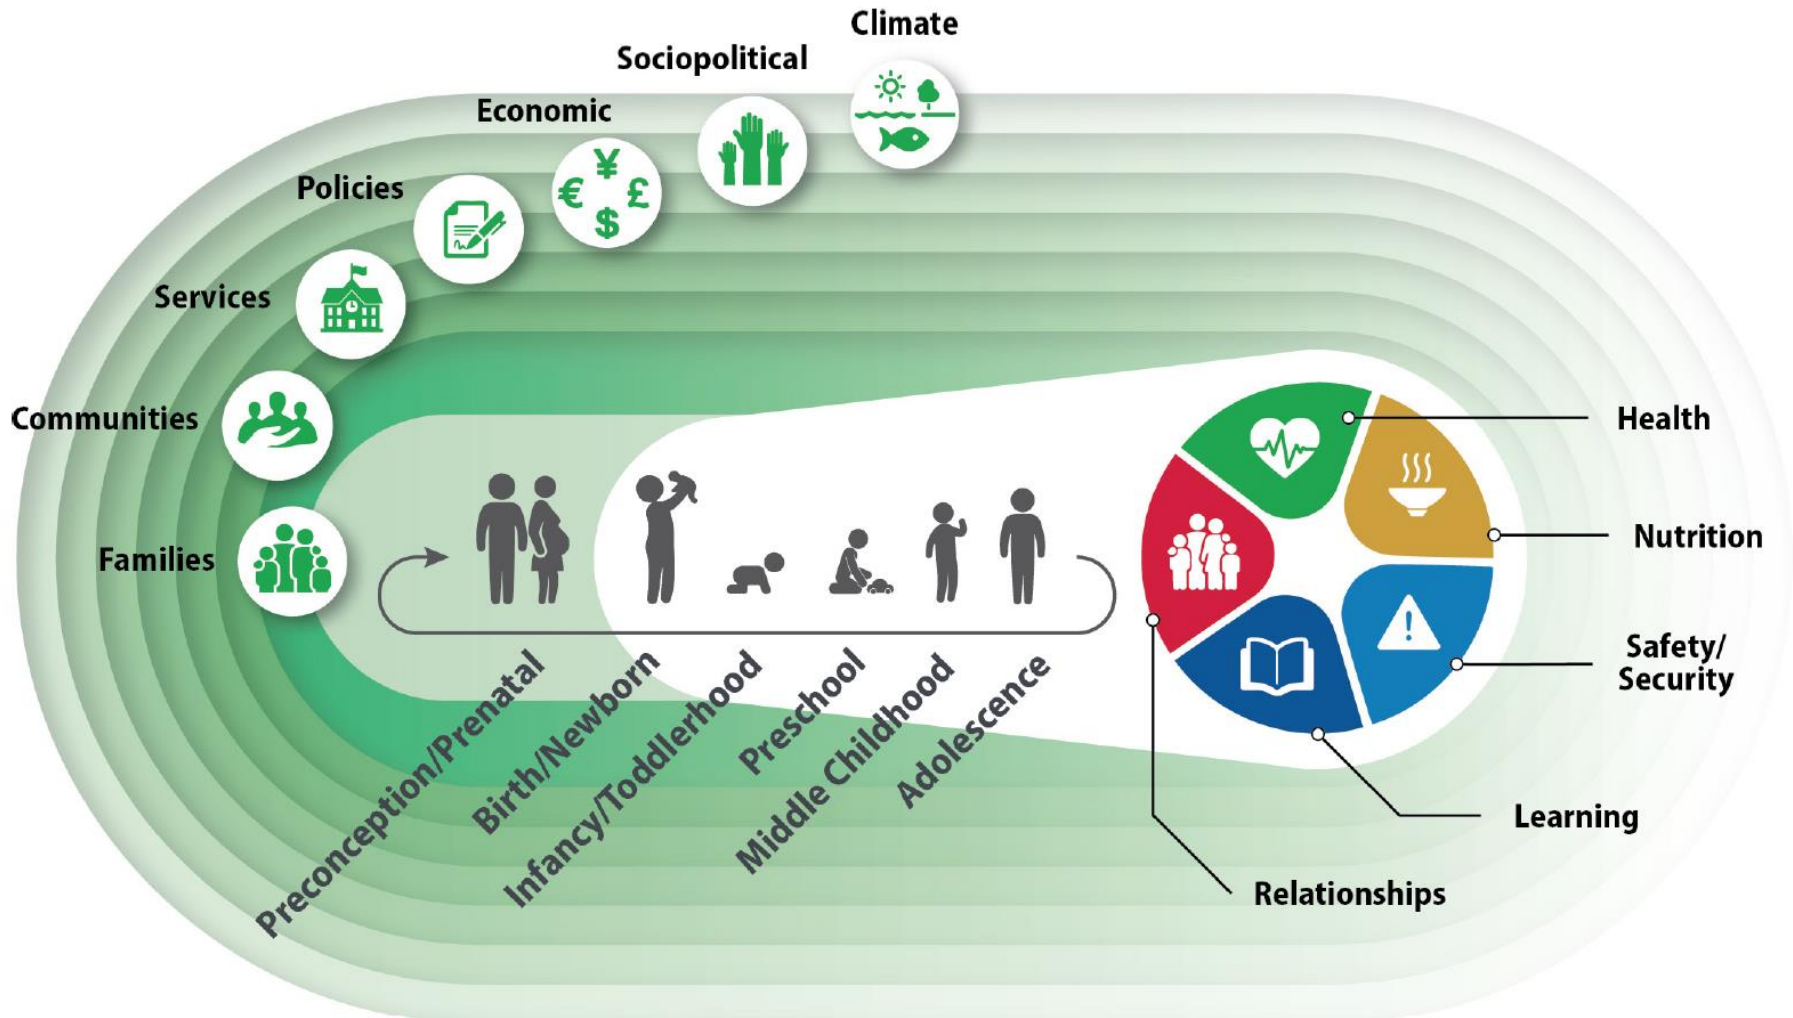 Climate
Sociopolitical
Economic
Policies
Services
Communities
Families
¥
€ £
$
Health
Nutrition
Safety/
Security
Learning
Relationships
Preconception/Prenatal
Birth/Newborn
Infancy/Toddlerhood
Preschool
Middle Childhood
Adolescence